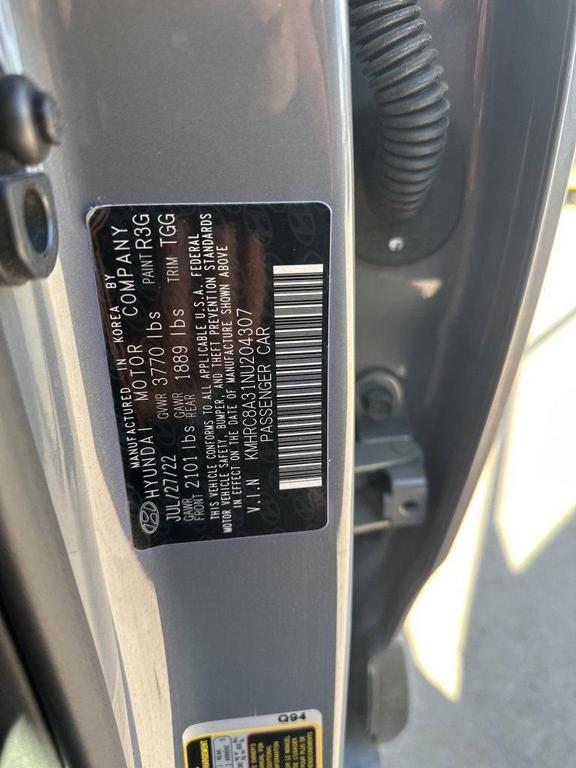 MANUFACTURED IN KOREA BY
HYUNDAI MOTOR COMPANY
JUL/27/22 GVWR 3770 lbs PAINT R3G
GAWR FRONT 2101 lbs GAWR REAR 1889 lbs TRIM TGG
THIS VEHICLE CONFORMS TO ALL APPLICABLE U.S.A. FEDERAL
MOTOR VEHICLE SAFETY, BUMPER, AND THEFT PREVENTION STANDARDS
IN EFFECT ON THE DATE OF MANUFACTURE SHOWN ABOVE
V.I.N KMHRC8A31NU204307
PASSENGER CAR
Q94